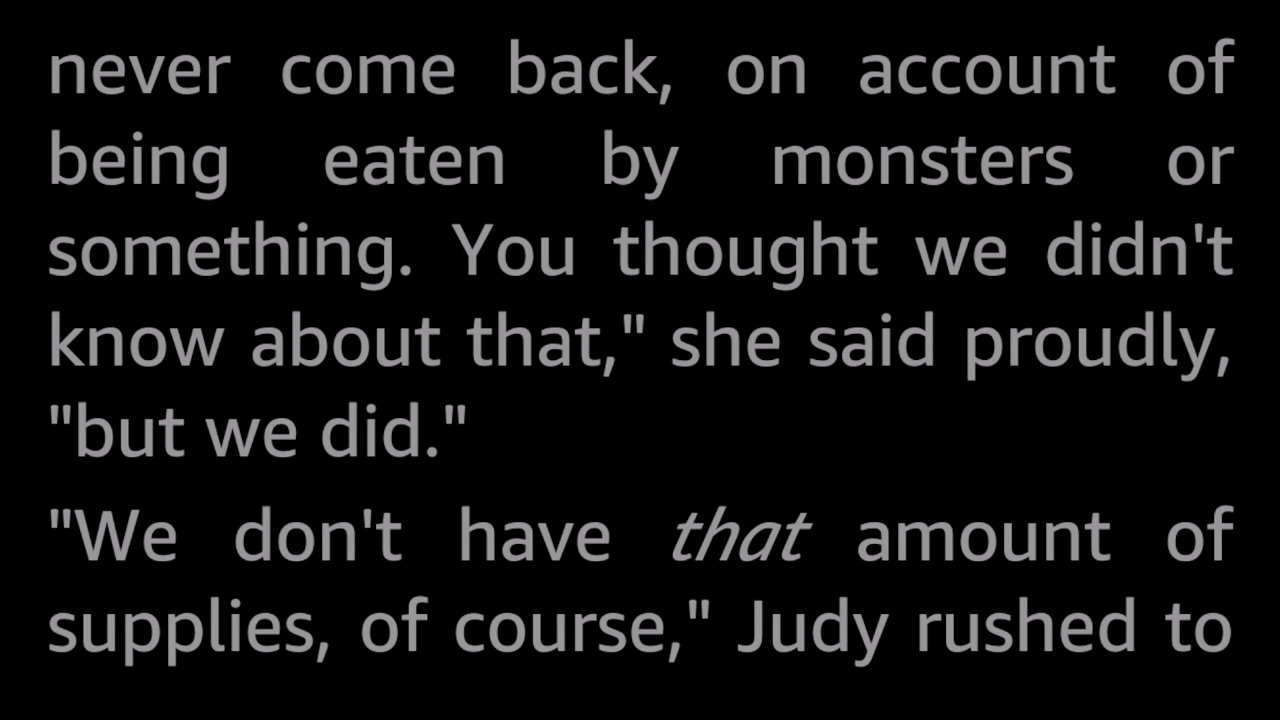 never come back, on account of
being eaten by monsters or
something. You thought we didn't
know about that," she said proudly,
"but we did."
"We don't have that amount of
supplies, of course," Judy rushed to